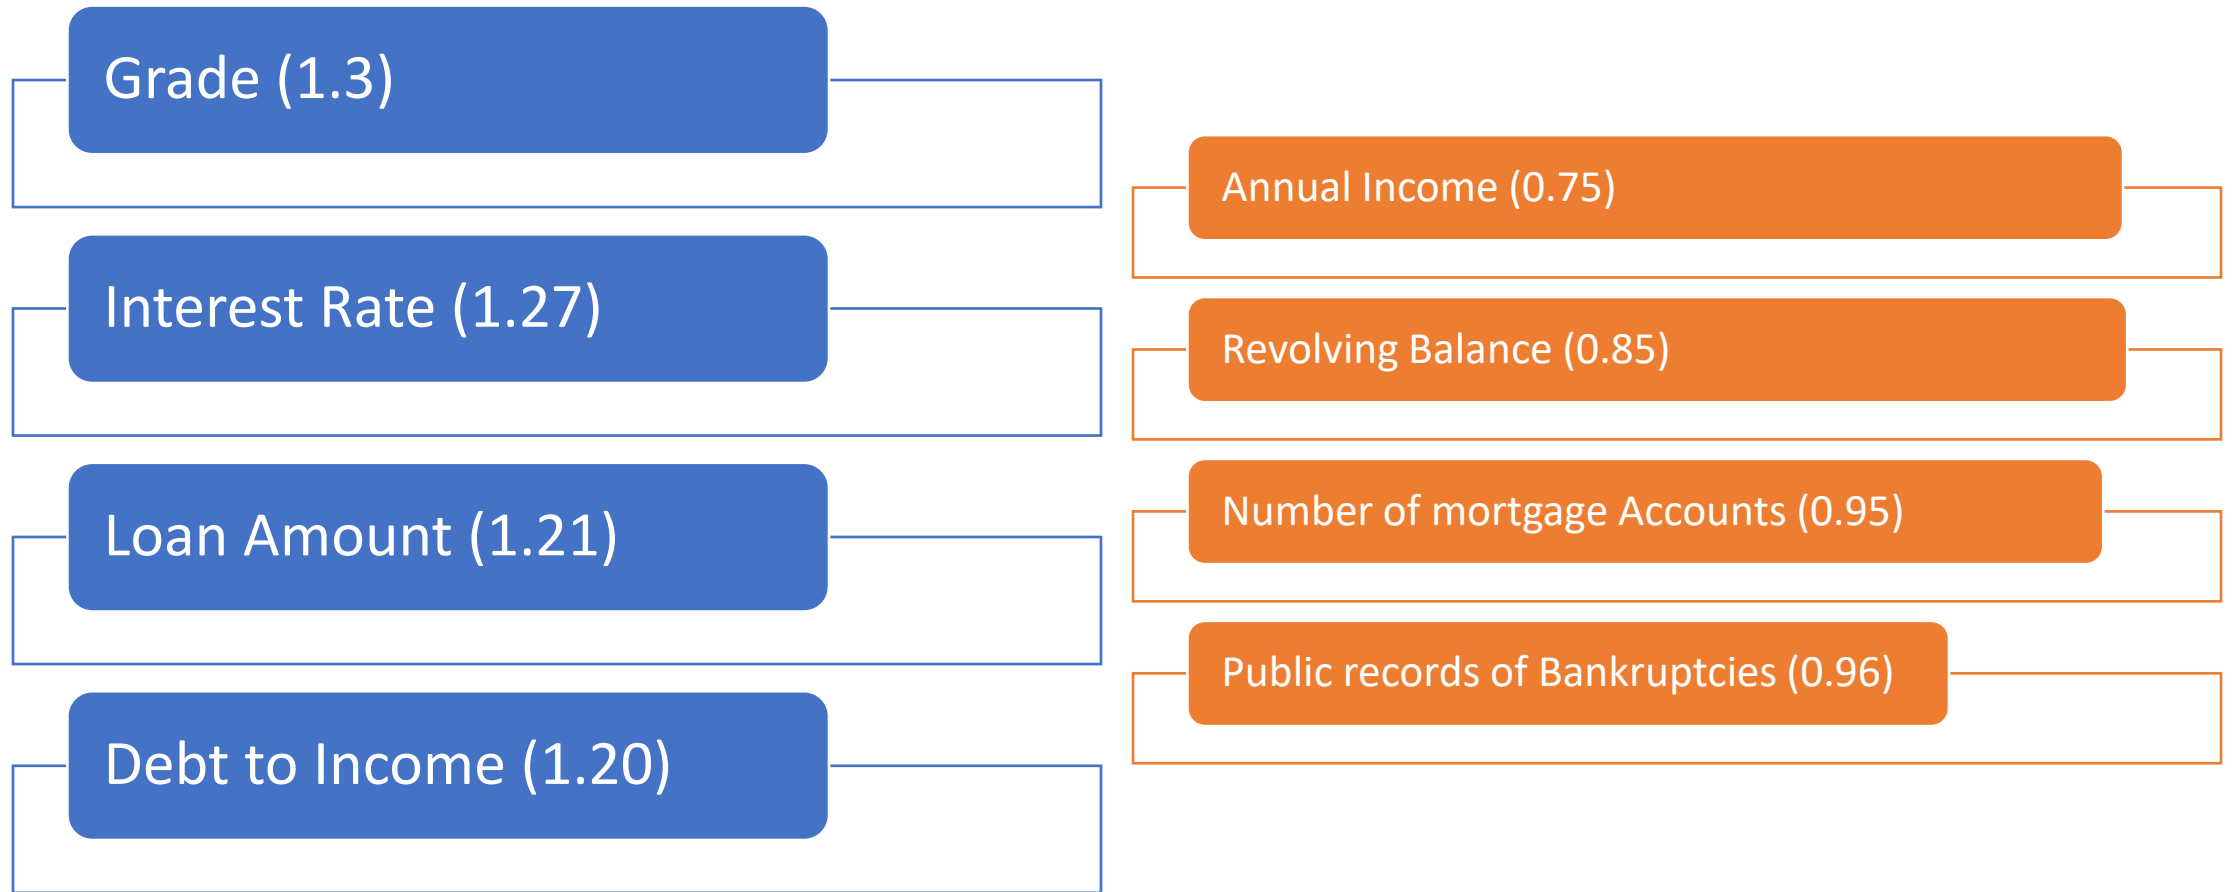 Grade (1.3)
Interest Rate (1.27)
Loan Amount (1.21)
Debt to Income (1.20)
Annual Income (0.75)
Revolving Balance (0.85)
Number of mortgage Accounts (0.95)
Public records of Bankruptcies (0.96)